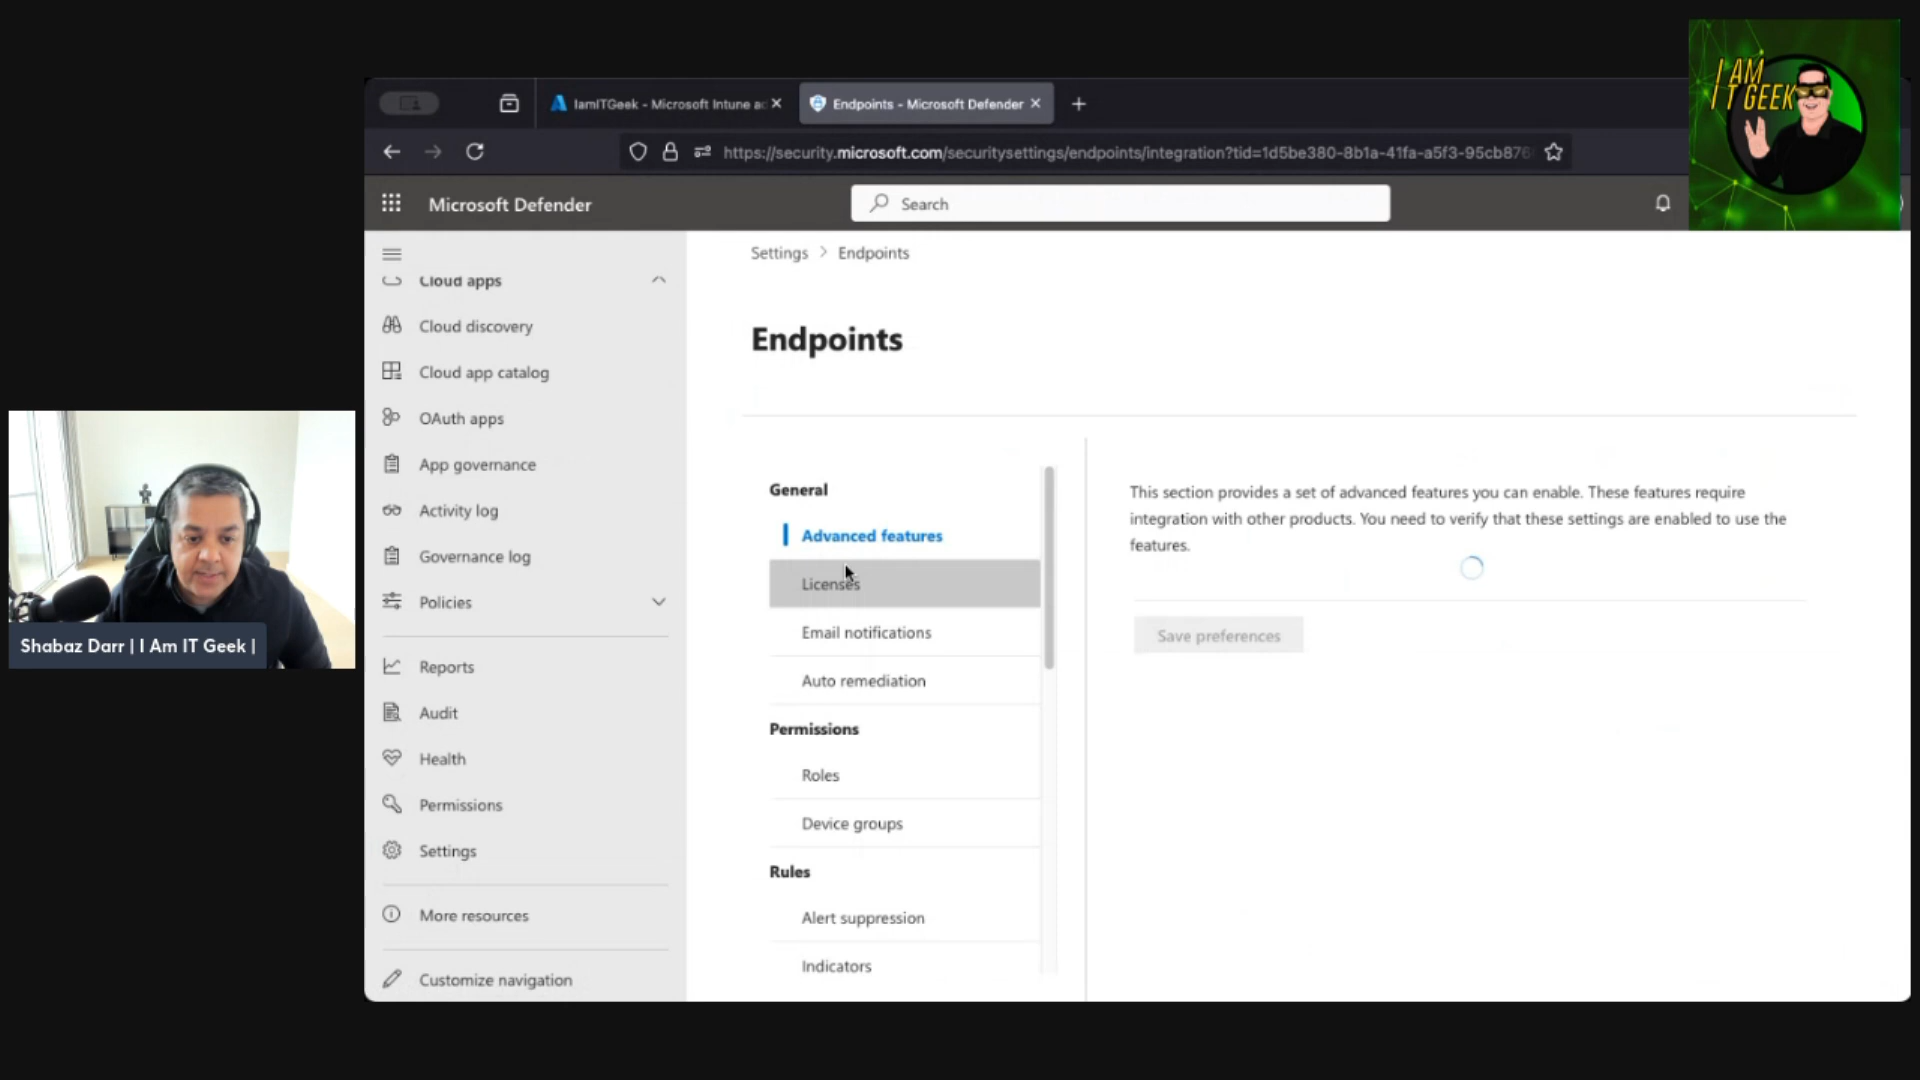 I AM
IT GEEK
IamITGeek - Microsoft Intune ad
Endpoints - Microsoft Defender
https://security.microsoft.com/securitysettings/endpoints/integration?tid=1d5be380-8b1a-41fa-a5f3-95cb876
Microsoft Defender
Search
Cloud apps
Cloud discovery
Cloud app catalog
OAuth apps
App governance
Activity log
Governance log
Policies
Reports
Audit
Health
Permissions
Settings
More resources
Customize navigation
Settings > Endpoints
Endpoints
General
Advanced features
Licenses
Email notifications
Auto remediation
Permissions
Roles
Device groups
Rules
Alert suppression
Indicators
This section provides a set of advanced features you can enable. These features require
integration with other products. You need to verify that these settings are enabled to use the
features.
Save preferences
Shabaz Darr | I Am IT Geek |